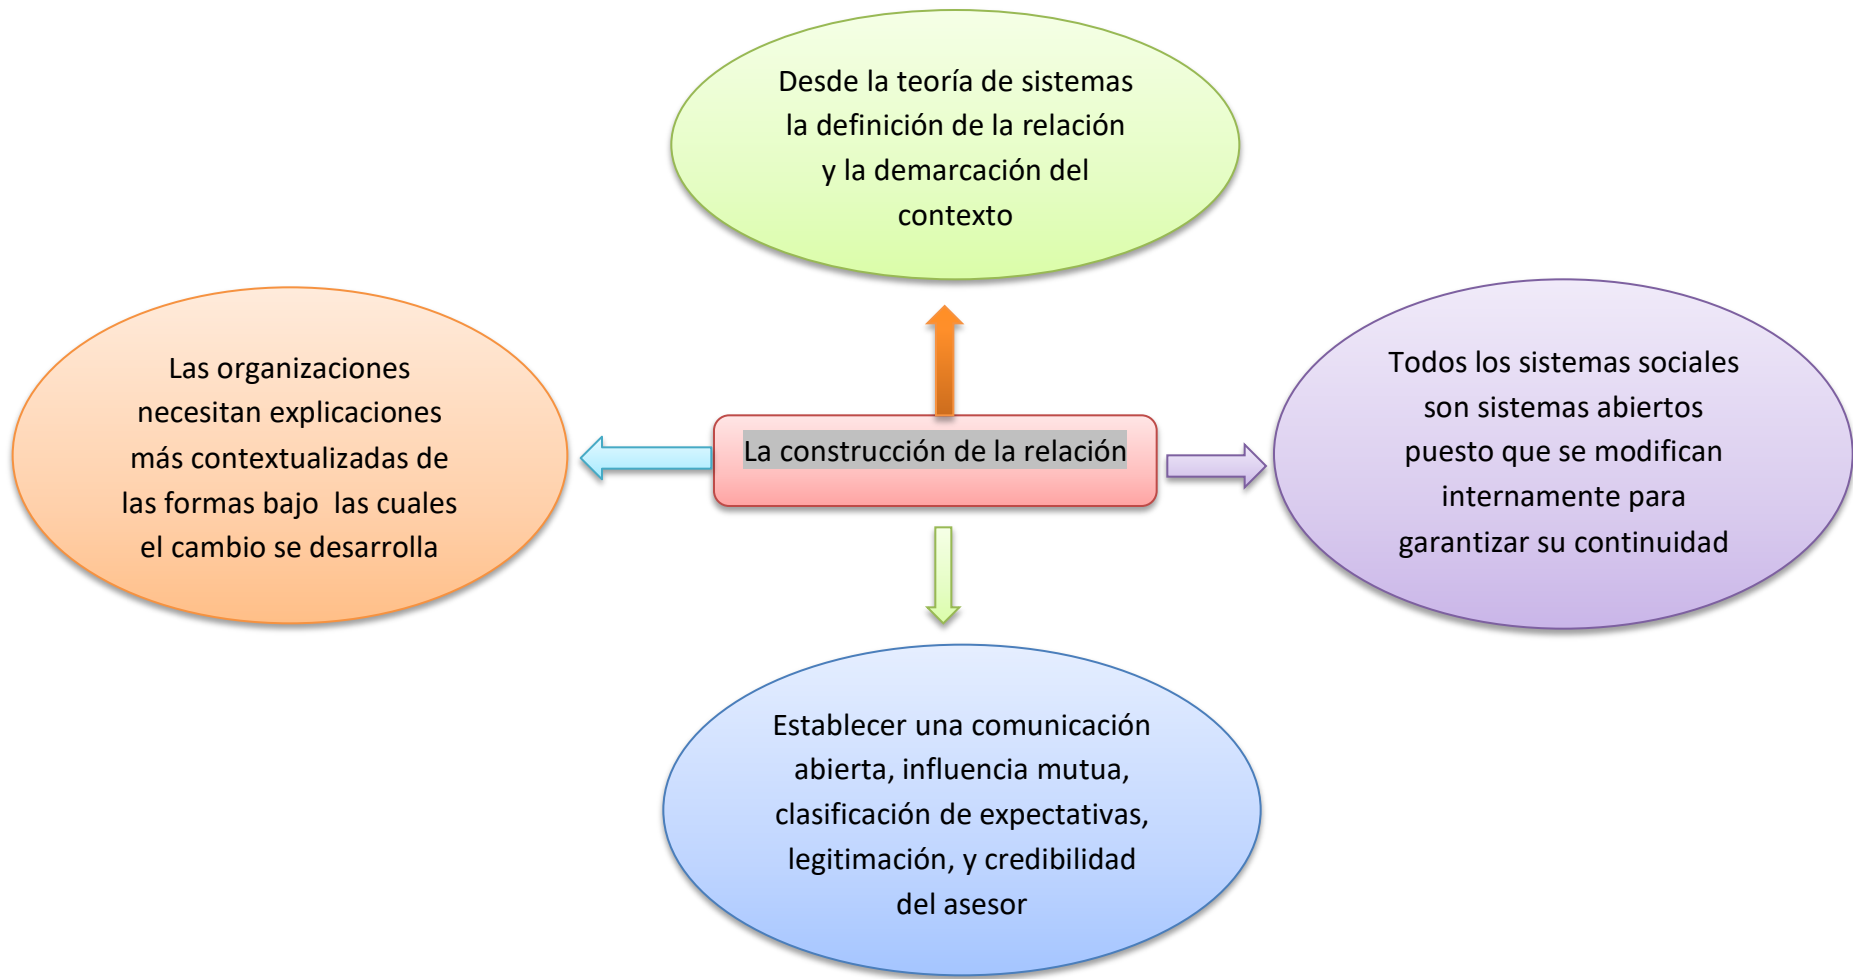 Desde la teoría de sistemas
la definición de la relación
y la demarcación del
contexto
Las organizaciones
necesitan explicaciones
más contextualizadas de
las formas bajo  las cuales
el cambio se desarrolla
La construcción de la relación
Todos los sistemas sociales
son sistemas abiertos
puesto que se modifican
internamente para
garantizar su continuidad
Establecer una comunicación
abierta, influencia mutua,
clasificación de expectativas,
legitimación, y credibilidad
del asesor